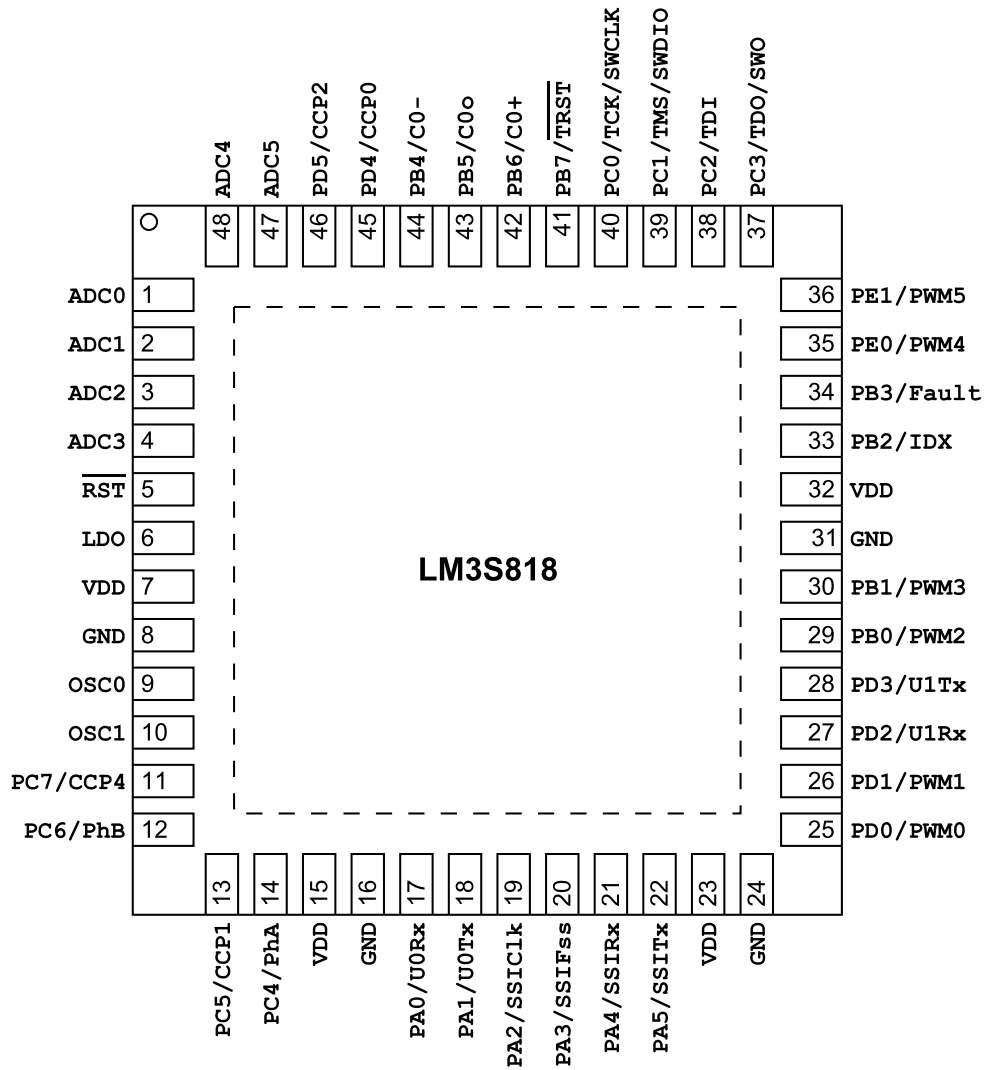 ADC4
ADC5
PD5/CCP2
PD4/CCP0
PB4/C0-
PB5/C0o
PB6/C0+
PB7/TRST
PC0/TCK/SWCLK
PC1/TMS/SWDIO
PC2/TDI
PC3/TDO/SWO
48
47
46
45
44
43
42
41
40
39
38
37
ADC0 1
ADC1 2
ADC2 3
ADC3 4
RST 5
LDO 6
VDD 7
GND 8
OSC0 9
OSC1 10
PC7/CCP4 11
PC6/PhB 12
LM3S818
36 PE1/PWM5
35 PE0/PWM4
34 PB3/Fault
33 PB2/IDX
32 VDD
31 GND
30 PB1/PWM3
29 PB0/PWM2
28 PD3/U1Tx
27 PD2/U1Rx
26 PD1/PWM1
25 PD0/PWM0
13
14
15
16
17
18
19
20
21
22
23
24
PC5/CCP1
PC4/PhA
VDD
GND
PA0/U0Rx
PA1/U0Tx
PA2/SSIClk
PA3/SSIFss
PA4/SSIRx
PA5/SSITx
VDD
GND